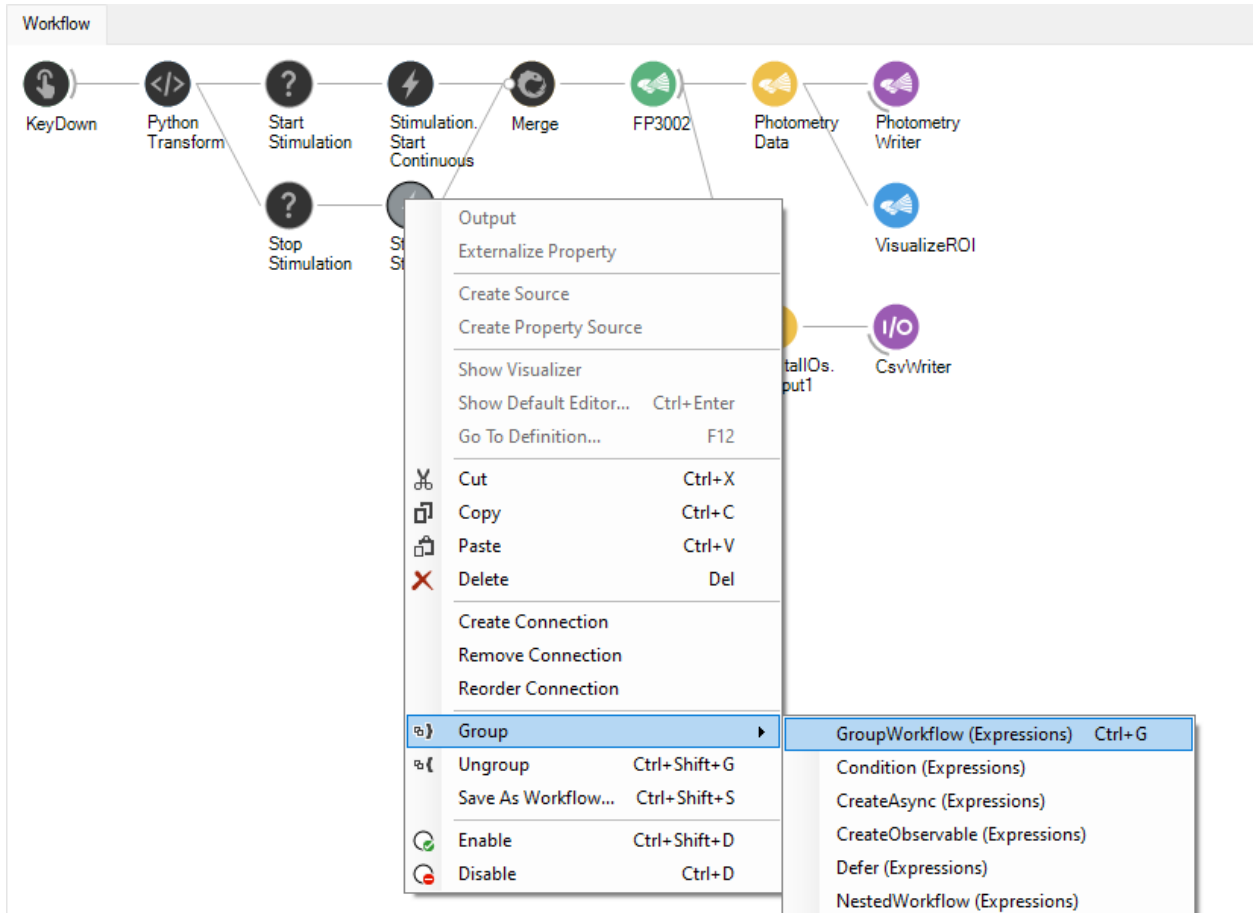 Workflow
KeyDown
Python
Transform
Start
Stimulation
Stimulation.
Start
Continuous
Merge
FP3002
Photometry
Data
Photometry
Writer
Stop
Stimulation
St
St
VisualizeROI
talIOs.
put1
I/O
CsvWriter
Output
Externalize Property
Create Source
Create Property Source
Show Visualizer
Show Default Editor... Ctrl+Enter
Go To Definition... F12
Cut Ctrl+X
Copy Ctrl+C
Paste Ctrl+V
Delete Del
Create Connection
Remove Connection
Reorder Connection
Group
Ungroup Ctrl+Shift+G
Save As Workflow... Ctrl+Shift+S
Enable Ctrl+Shift+D
Disable Ctrl+D
GroupWorkflow (Expressions) Ctrl+G
Condition (Expressions)
CreateAsync (Expressions)
CreateObservable (Expressions)
Defer (Expressions)
NestedWorkflow (Expressions)